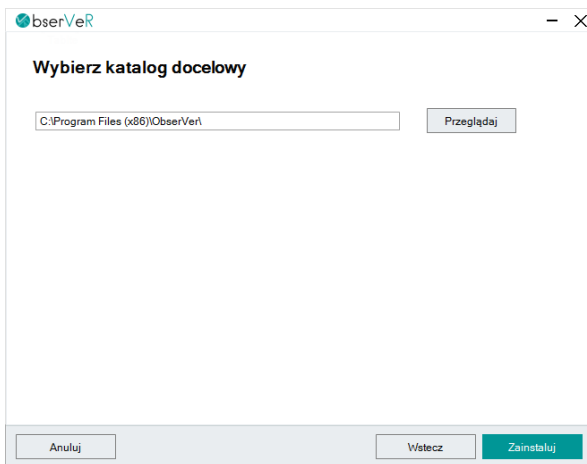 ObserVeR
Wybierz katalog docelowy
C:\Program Files (x86)\ObserVer\
Przeglądaj
Anuluj
Wstecz
Zainstaluj